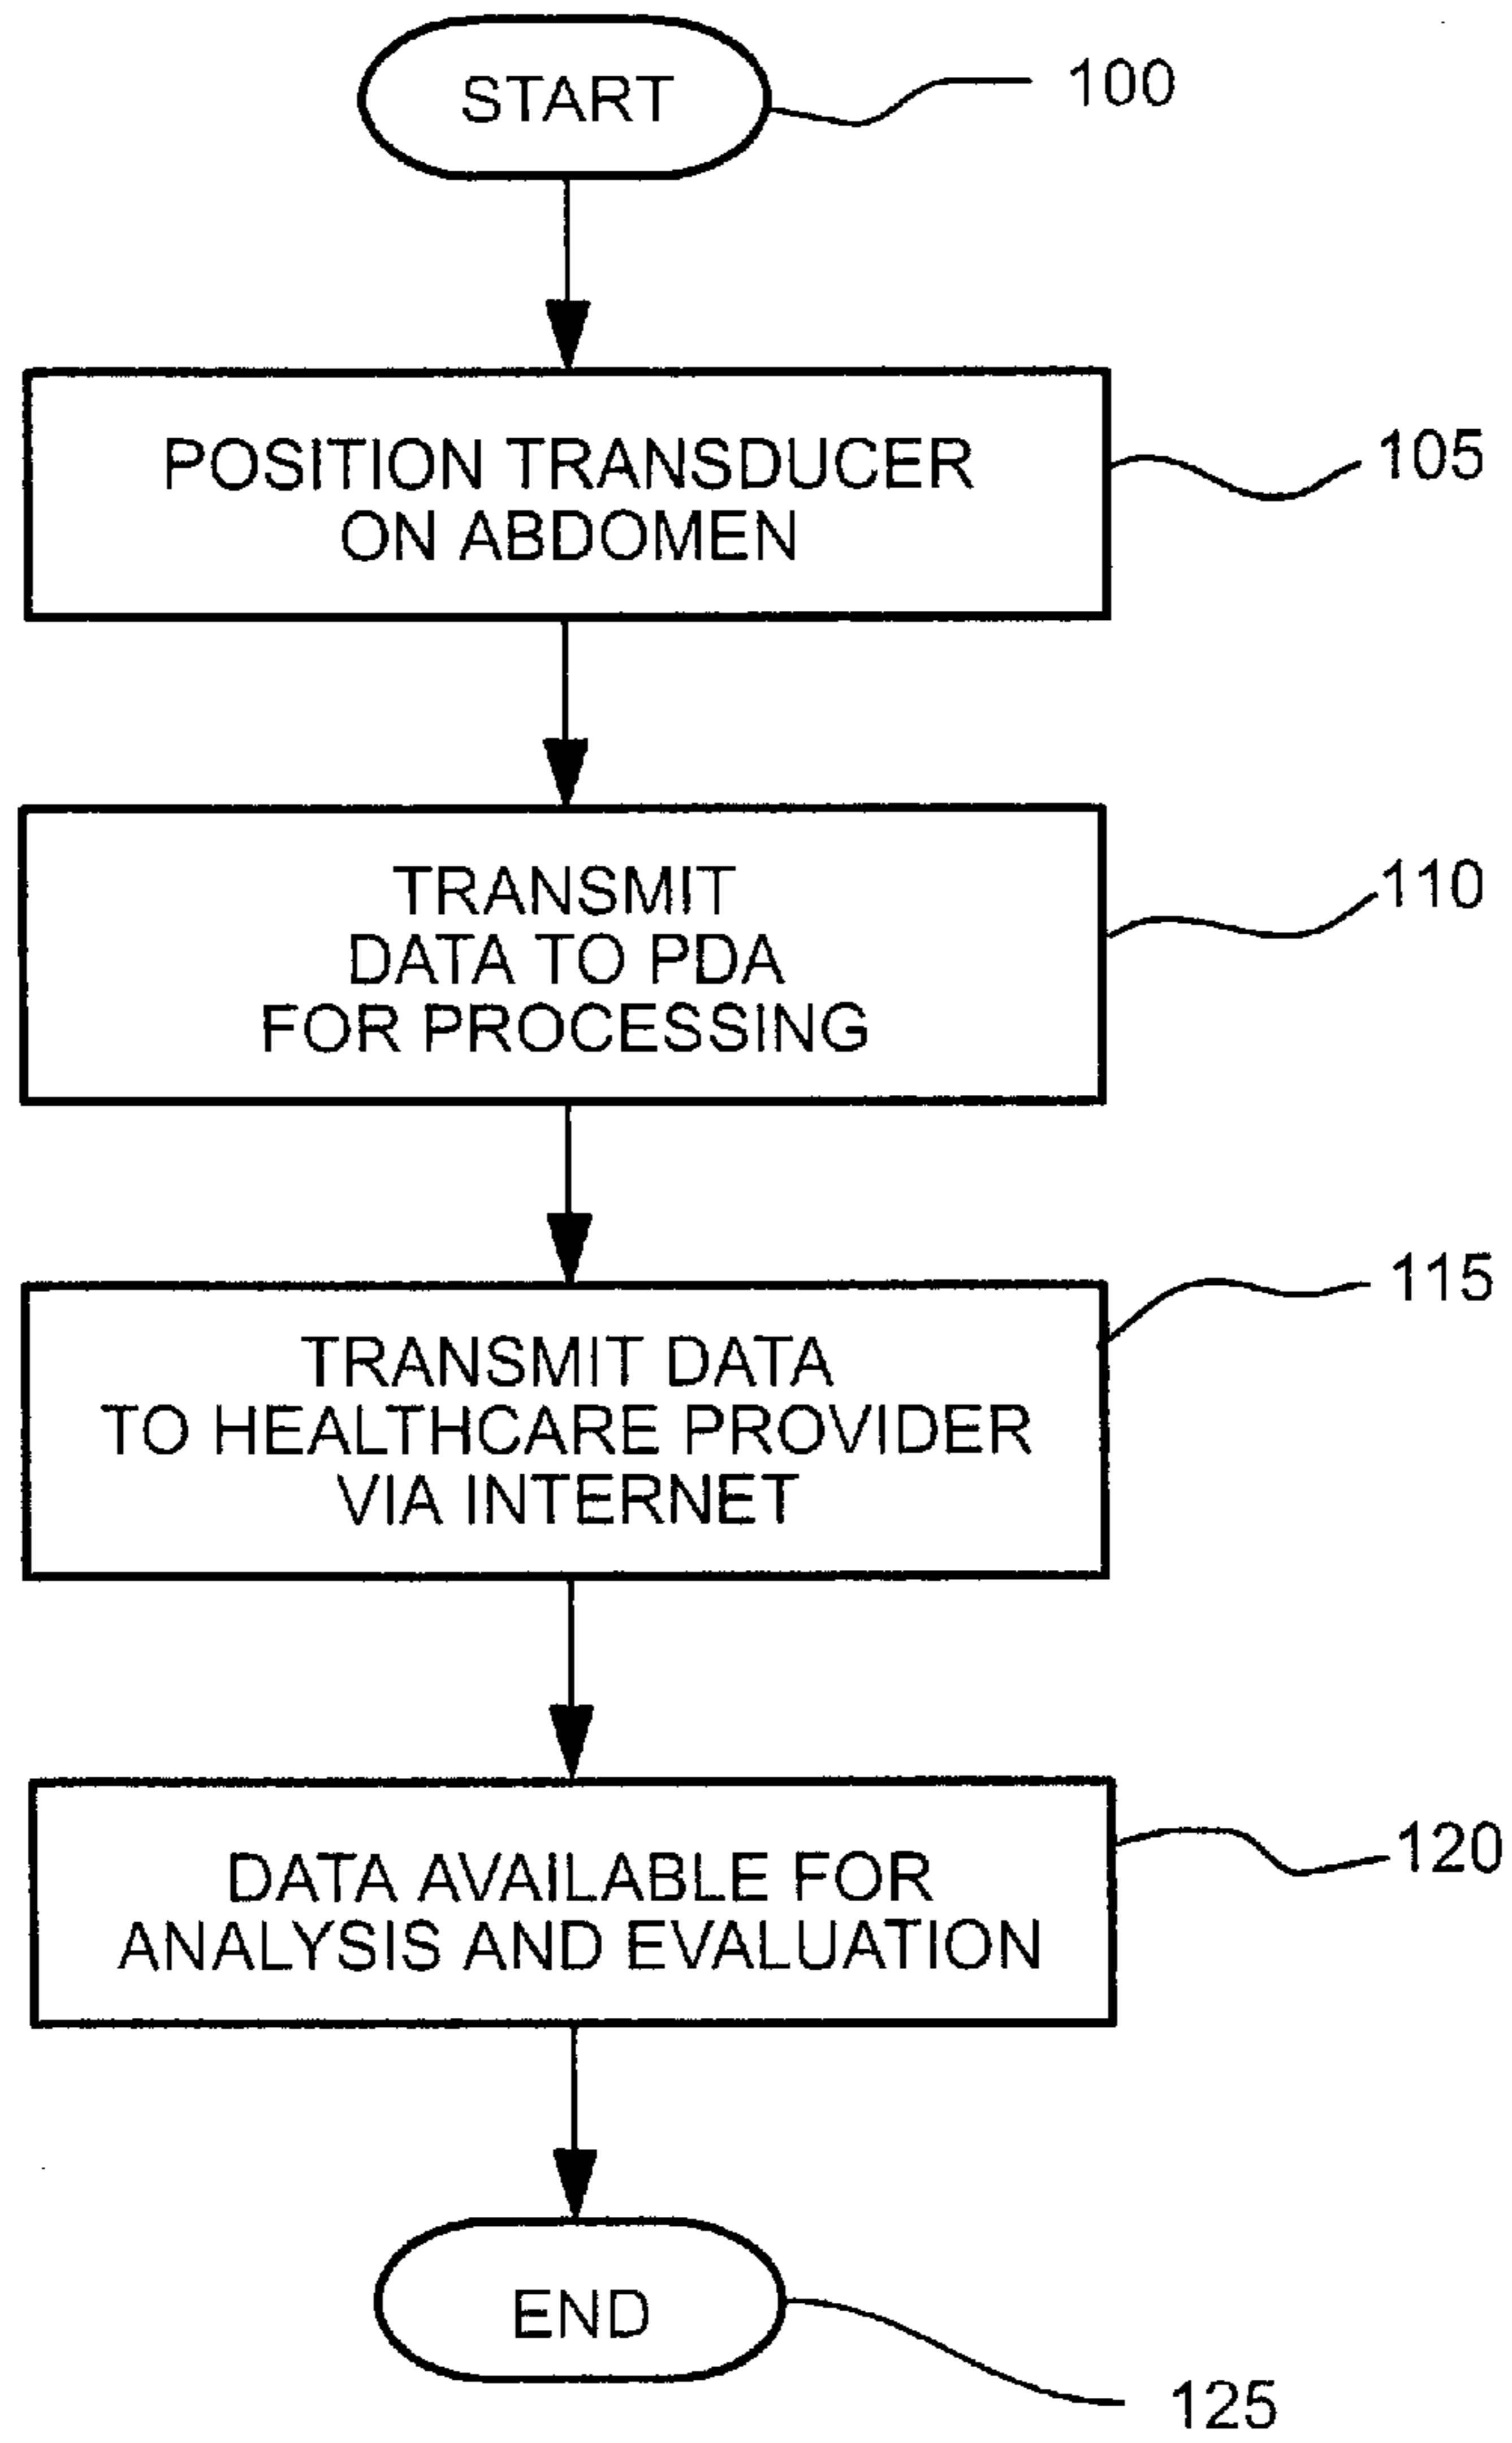 START
100
POSITION TRANSDUCER
ON ABDOMEN
105
TRANSMIT
DATA TO PDA
FOR PROCESSING
110
TRANSMIT DATA
TO HEALTHCARE PROVIDER
VIA INTERNET
115
DATA AVAILABLE FOR
ANALYSIS AND EVALUATION
120
END
125